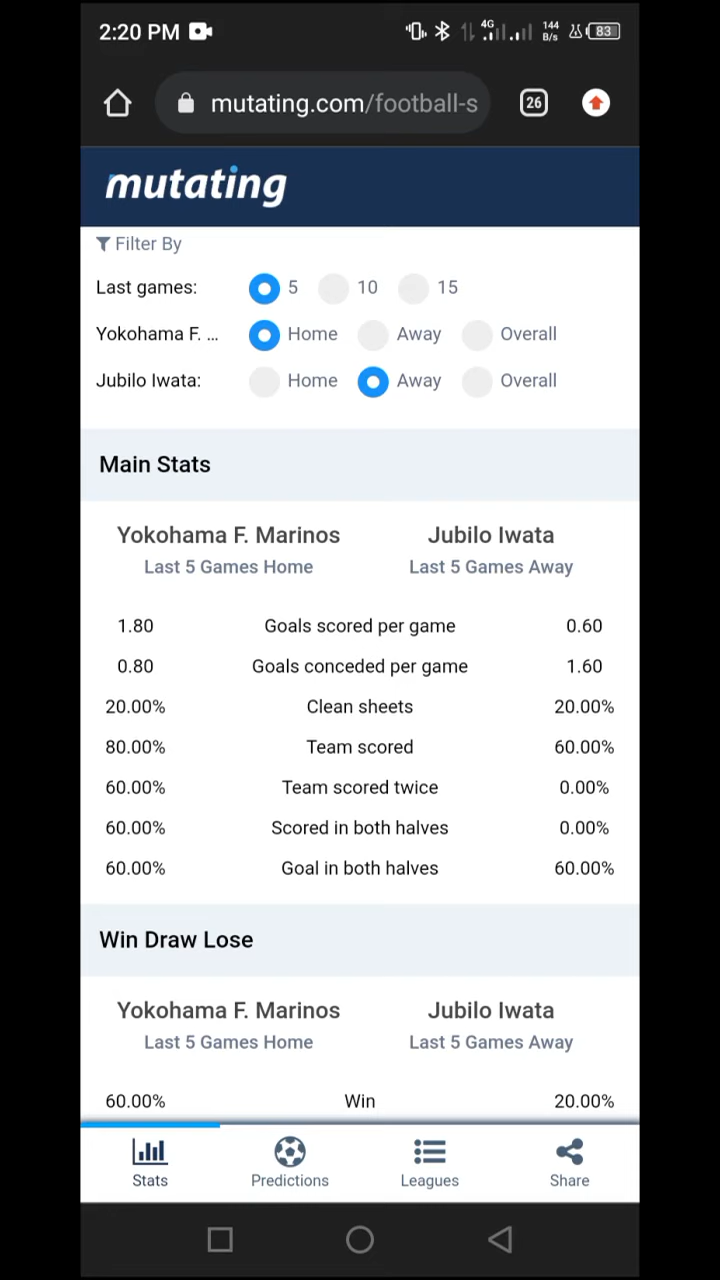 2:20 PM 4G 144 B/s 83
mutating.com/football-s 26
mutating
Filter By
Last games: 5 10 15
Yokohama F. ... Home Away Overall
Jubilo Iwata: Home Away Overall
Main Stats
Yokohama F. Marinos Jubilo Iwata
Last 5 Games Home Last 5 Games Away
1.80 Goals scored per game 0.60
0.80 Goals conceded per game 1.60
20.00% Clean sheets 20.00%
80.00% Team scored 60.00%
60.00% Team scored twice 0.00%
60.00% Scored in both halves 0.00%
60.00% Goal in both halves 60.00%
Win Draw Lose
Yokohama F. Marinos Jubilo Iwata
Last 5 Games Home Last 5 Games Away
60.00% Win 20.00%
Stats Predictions Leagues Share